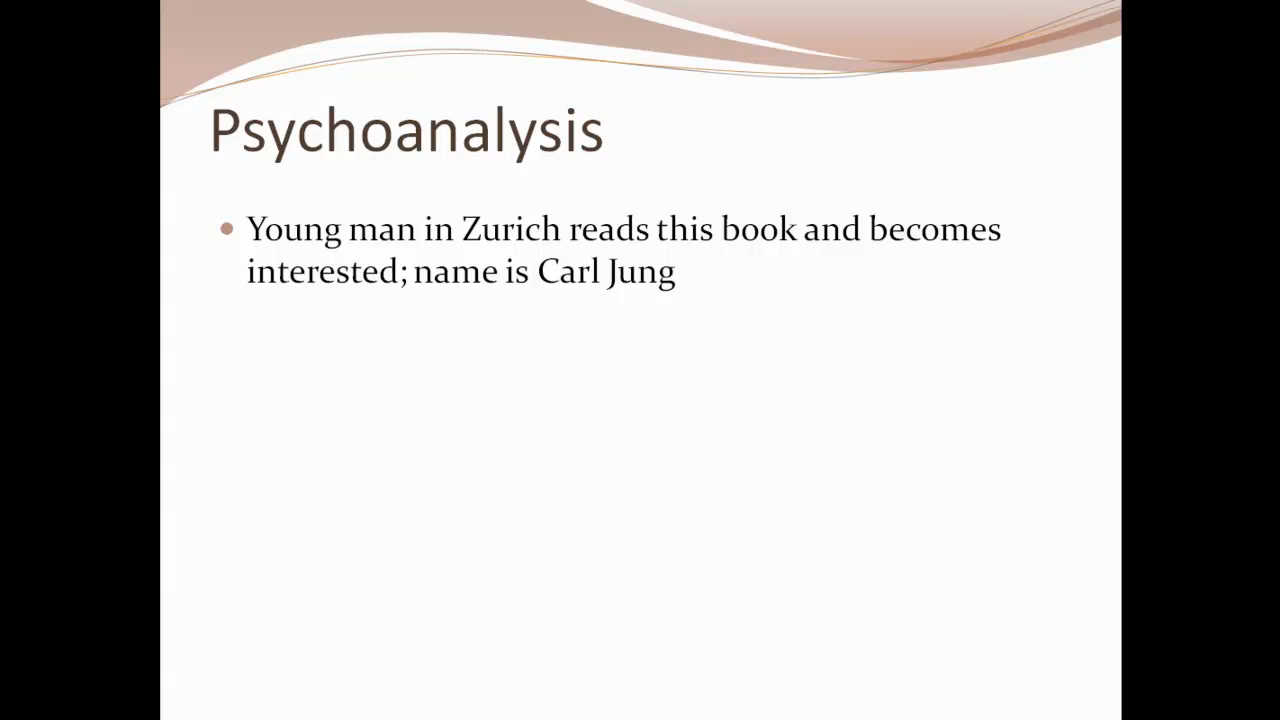 Psychoanalysis
Young man in Zurich reads this book and becomes
interested; name is Carl Jung